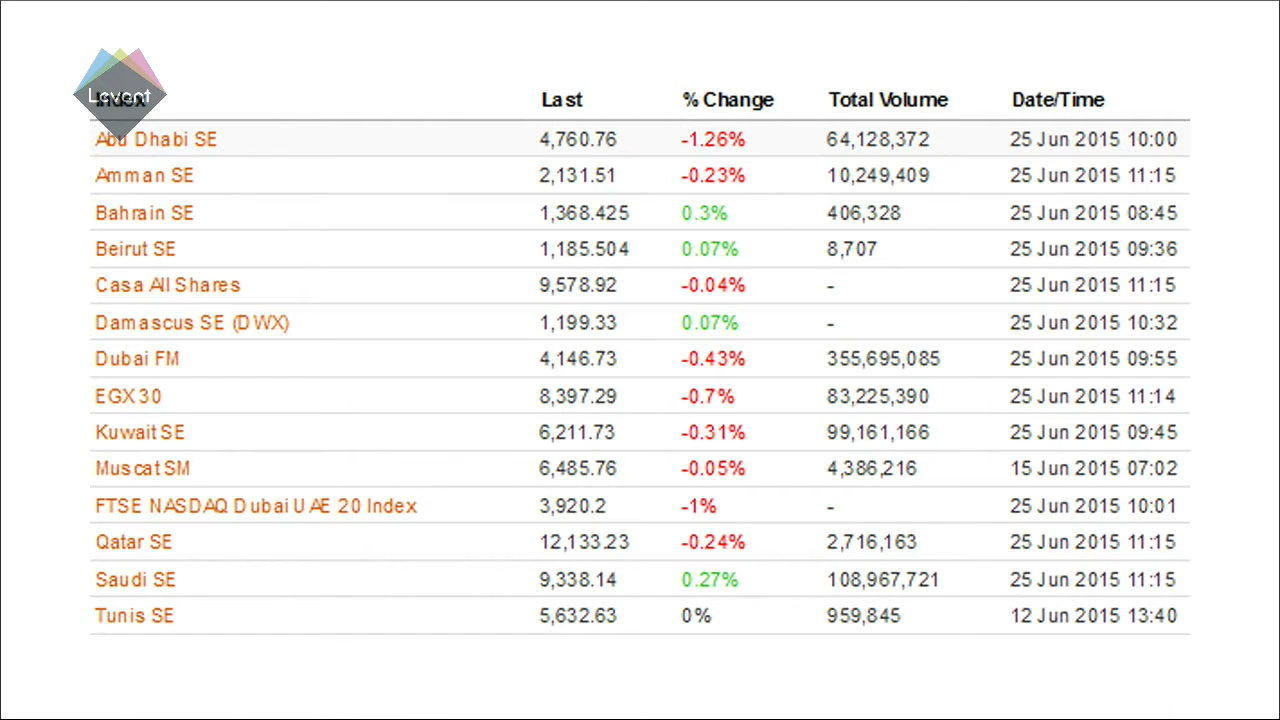 Levant
Index Last % Change Total Volume Date/Time
Abu Dhabi SE 4,760.76 -1.26% 64,128,372 25 Jun 2015 10:00
Amman SE 2,131.51 -0.23% 10,249,409 25 Jun 2015 11:15
Bahrain SE 1,368.425 0.3% 406,328 25 Jun 2015 08:45
Beirut SE 1,185.504 0.07% 8,707 25 Jun 2015 09:36
Casa All Shares 9,578.92 -0.04% - 25 Jun 2015 11:15
Damascus SE (DWX) 1,199.33 0.07% - 25 Jun 2015 10:32
Dubai FM 4,146.73 -0.43% 355,695,085 25 Jun 2015 09:55
EGX 30 8,397.29 -0.7% 83,225,390 25 Jun 2015 11:14
Kuwait SE 6,211.73 -0.31% 99,161,166 25 Jun 2015 09:45
Muscat SM 6,485.76 -0.05% 4,386,216 15 Jun 2015 07:02
FTSE NASDAQ Dubai UAE 20 Index 3,920.2 -1% - 25 Jun 2015 10:01
Qatar SE 12,133.23 -0.24% 2,716,163 25 Jun 2015 11:15
Saudi SE 9,338.14 0.27% 108,967,721 25 Jun 2015 11:15
Tunis SE 5,632.63 0% 959,845 12 Jun 2015 13:40